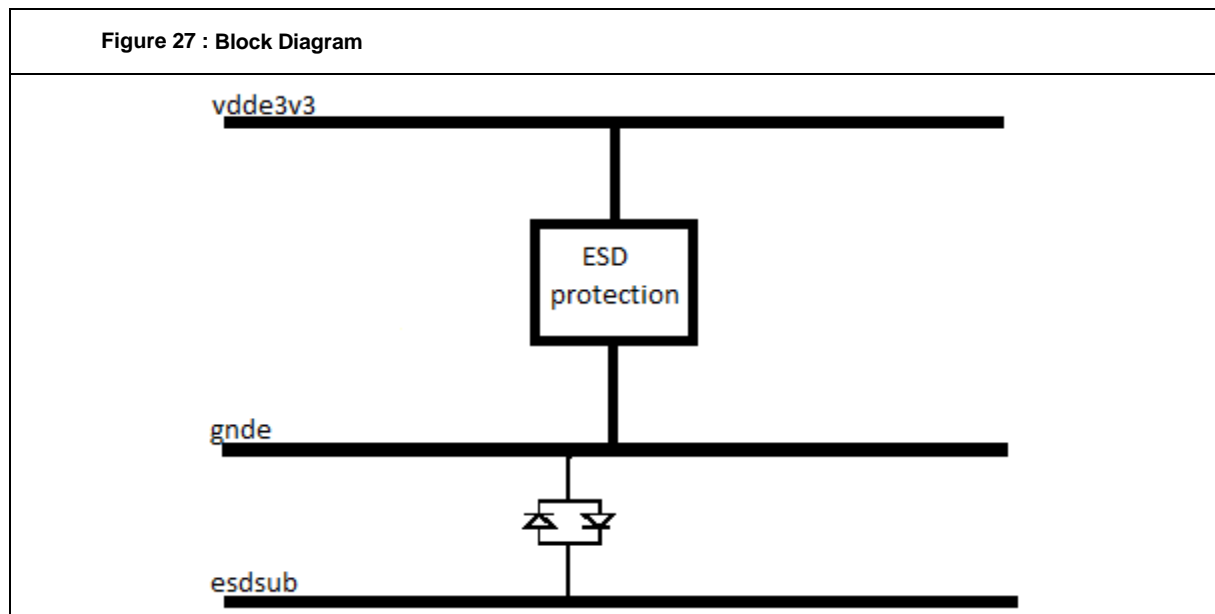 Figure 27 : Block Diagram
vdde3v3
ESD
protection
gnde
esdsub